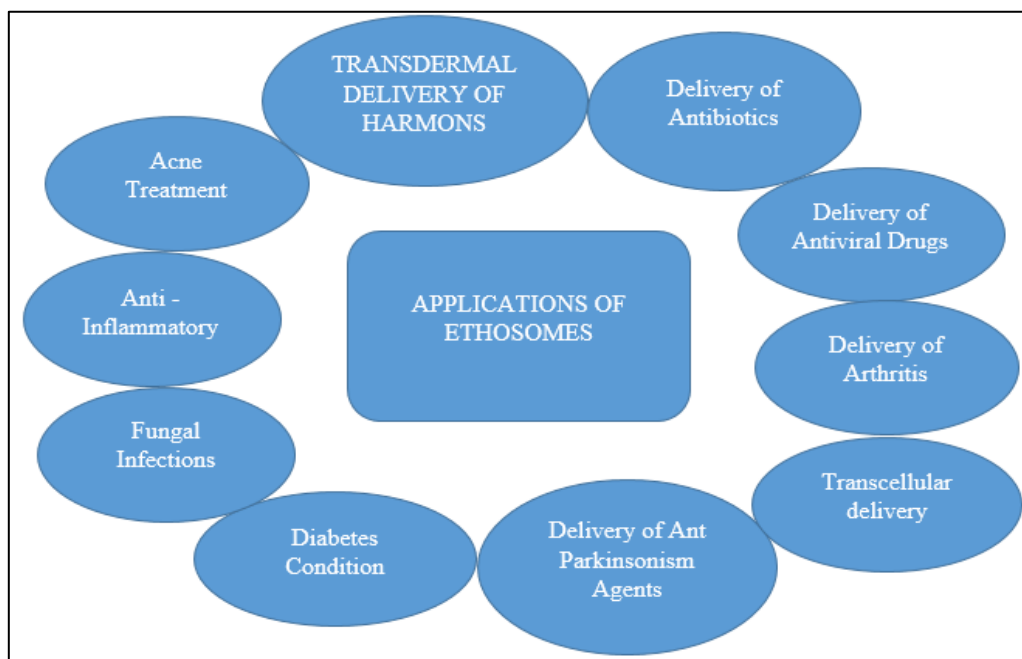 TRANSDERMAL
DELIVERY OF
HARMONS
Delivery of
Antibiotics
Acne
Treatment
Delivery of
Antiviral Drugs
Anti -
Inflammatory
APPLICATIONS OF
ETHOSOMES
Delivery of
Arthritis
Fungal
Infections
Transcellular
delivery
Diabetes
Condition
Delivery of Ant
Parkinsonism
Agents